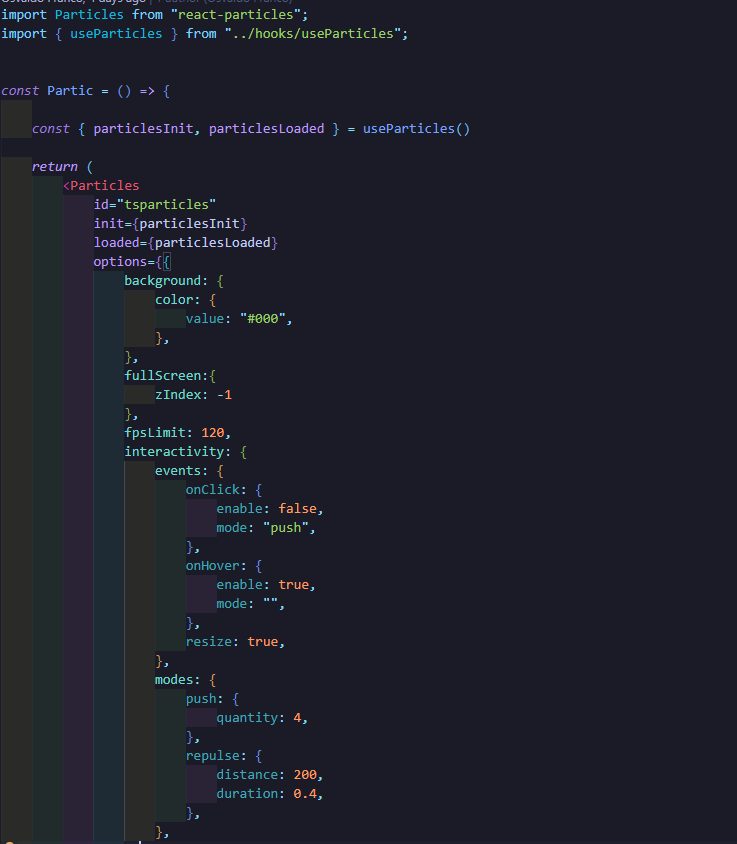 import Particles from "react-particles";
import { useParticles } from "../hooks/useParticles";
const Partic = () => {
const { particlesInit, particlesLoaded } = useParticles()
return (
<Particles
id="tsparticles"
init={particlesInit}
loaded={particlesLoaded}
options={{
background: {
color: {
value: "#000",
},
},
fullScreen:{
zIndex: -1
},
fpsLimit: 120,
interactivity: {
events: {
onClick: {
enable: false,
mode: "push",
},
onHover: {
enable: true,
mode: "",
},
resize: true,
},
modes: {
push: {
quantity: 4,
},
repulse: {
distance: 200,
duration: 0.4,
},
},